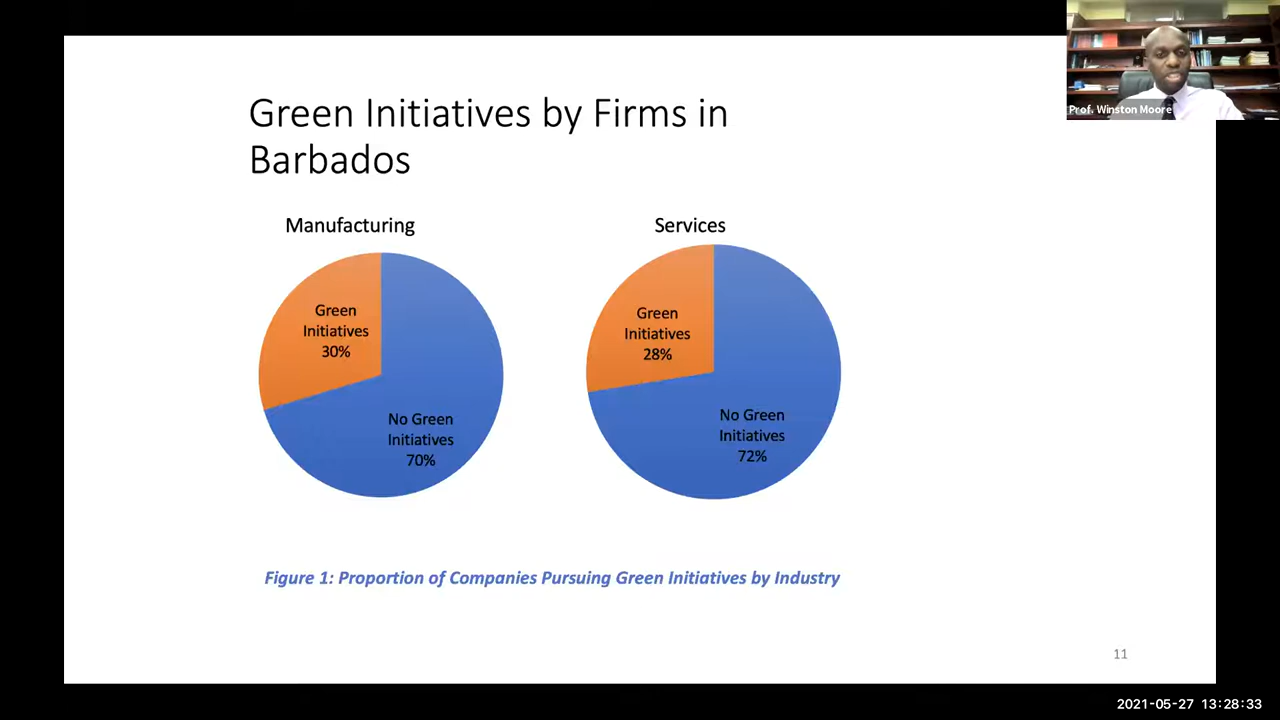 Prof. Winston Moore
Green Initiatives by Firms in
Barbados
Manufacturing
Green
Initiatives
30%
No Green
Initiatives
70%
Services
Green
Initiatives
28%
No Green
Initiatives
72%
Figure 1: Proportion of Companies Pursuing Green Initiatives by Industry
11
2021-05-27 13:28:33